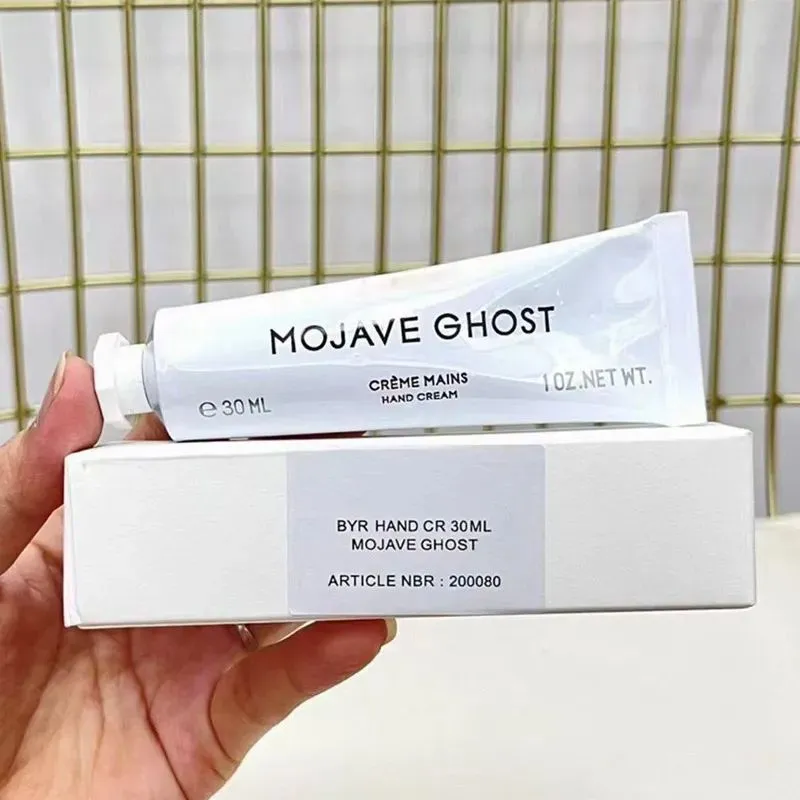 MOJAVE GHOST
CRÈME MAINS
HAND CREAM
e 30 ML
1 OZ.NET WT.
BYR HAND CR 30ML
MOJAVE GHOST
ARTICLE NBR : 200080